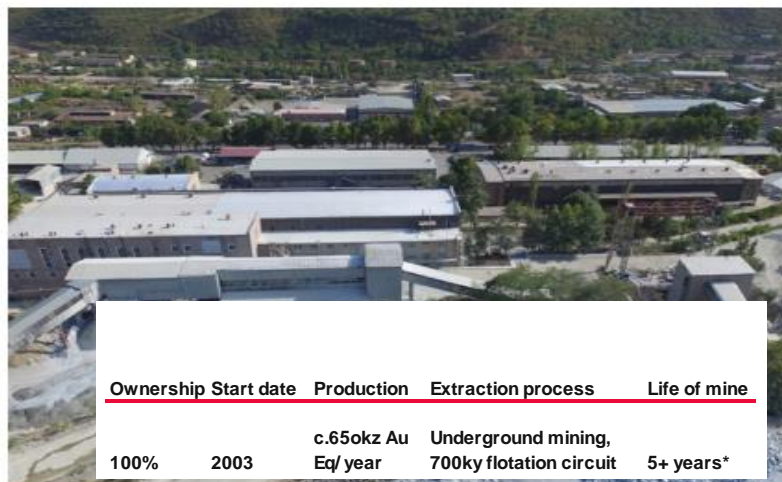 Ownership Start date Production Extraction process Life of mine
c.65okz Au Underground mining,
Eq/year
100% 2003 700ky flotation circuit 5+ years*